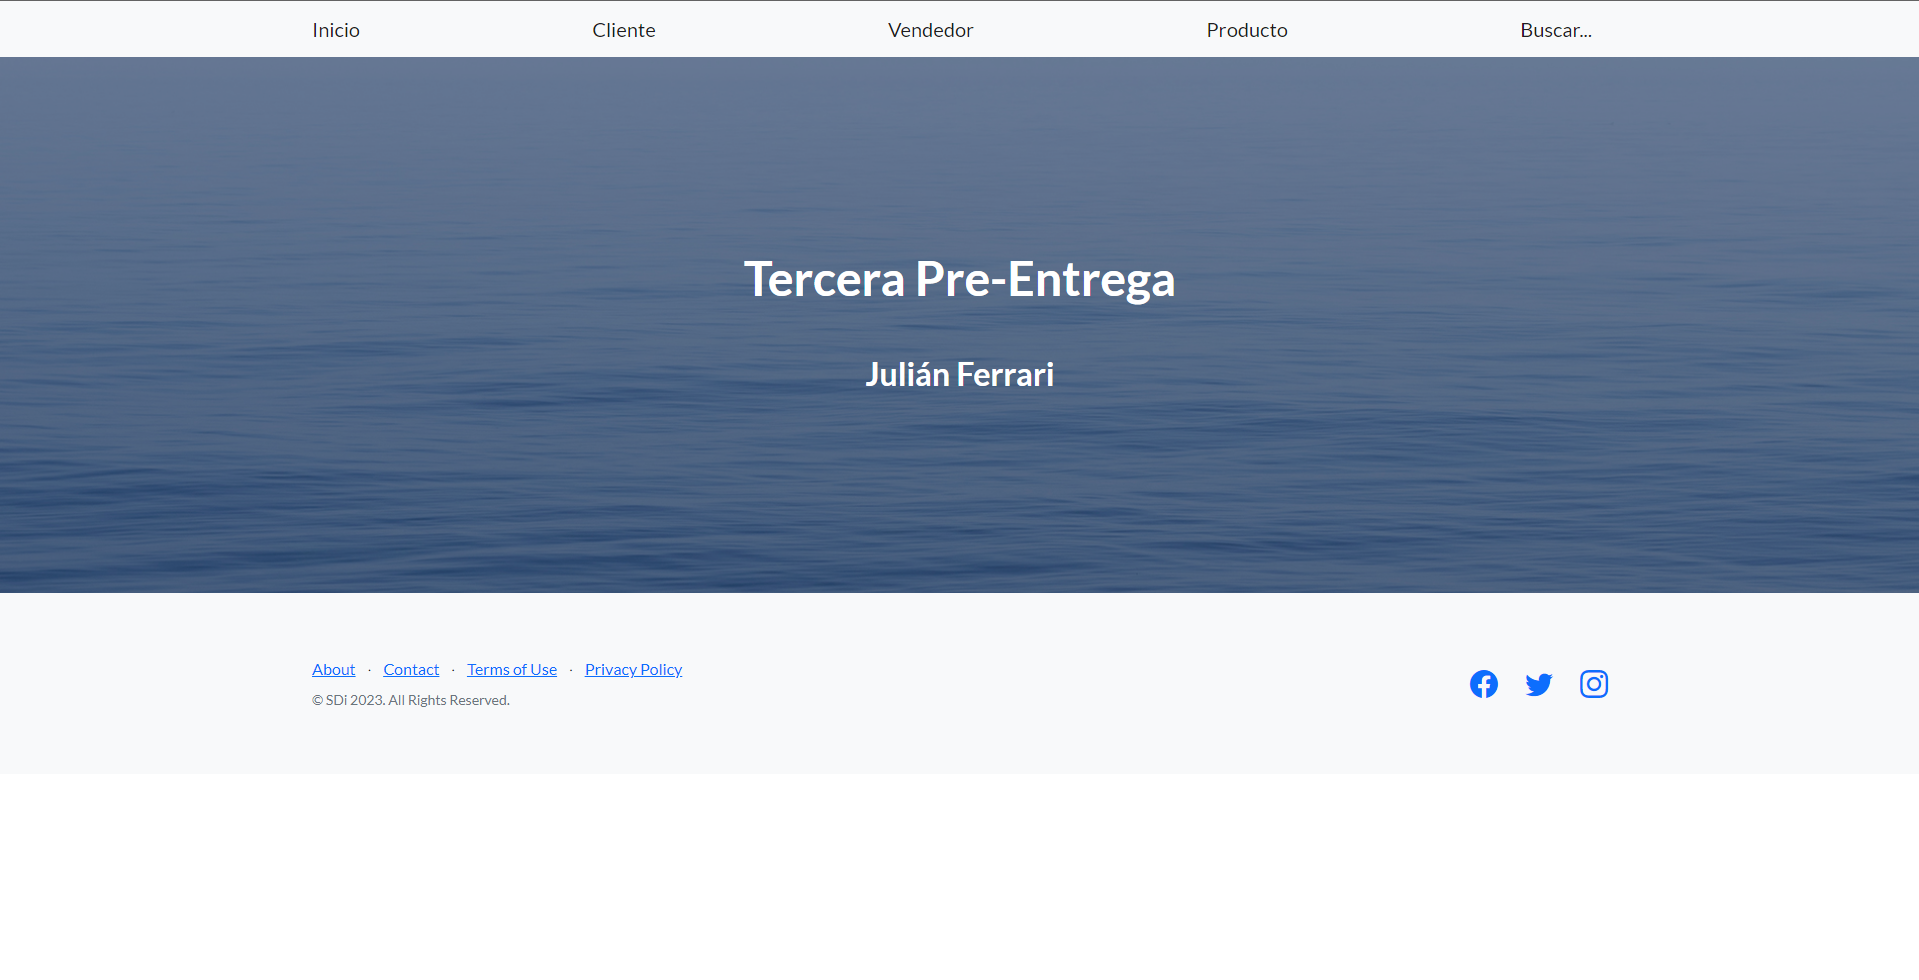 Inicio Cliente Vendedor Producto Buscar...
Tercera Pre-Entrega
Julián Ferrari
About · Contact · Terms of Use · Privacy Policy
© SDi 2023. All Rights Reserved.